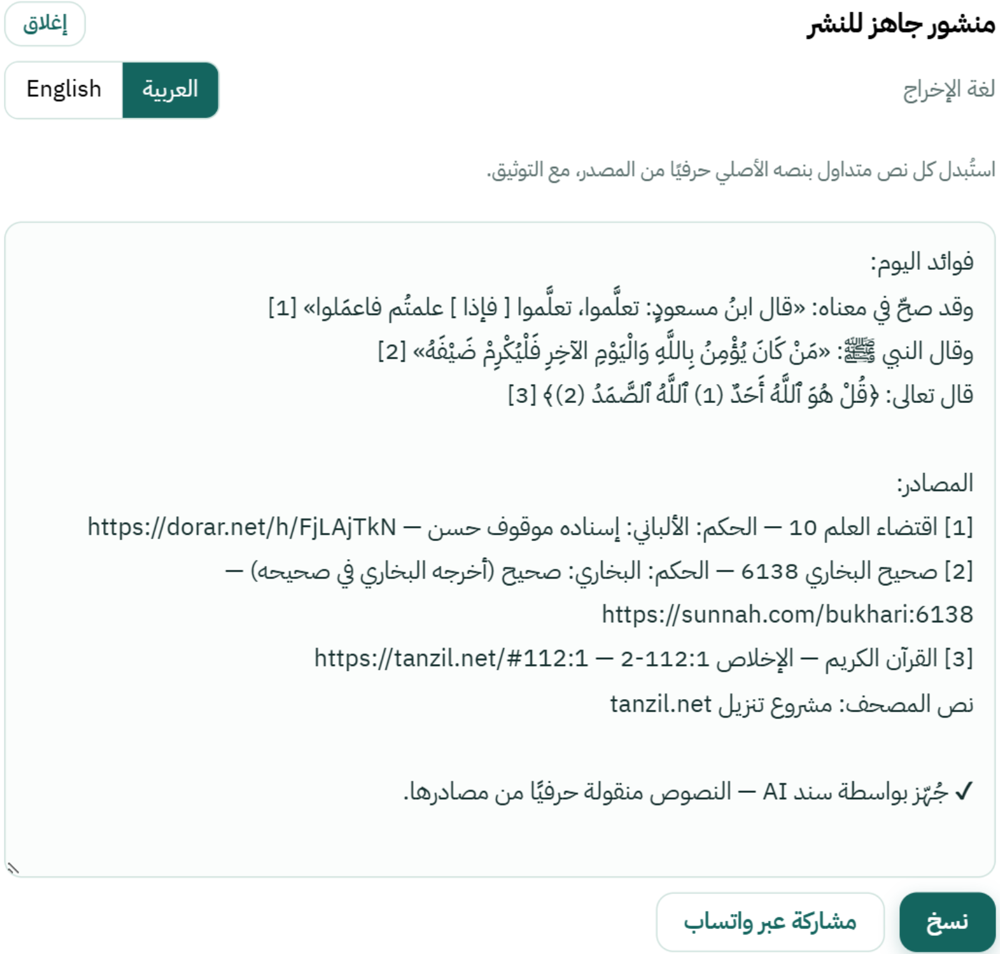 منشور جاهز للنشر
إغلاق
لغة الإخراج
العربية
English
استُبدل كل نص متداول بنصه الأصلي حرفيًا من المصدر، مع التوثيق.
فوائد اليوم:
وقد صحّ في معناه: «قال ابنُ مسعودٍ: تعلَّموا، تعلَّموا [ فإذا ] علمتُم فاعمَلوا» [1]
وقال النبي ﷺ: «مَنْ كَانَ يُؤْمِنُ بِاللَّهِ وَالْيَوْمِ الآخِرِ فَلْيُكْرِمْ ضَيْفَهُ» [2]
قال تعالى: ﴿قُلْ هُوَ ٱللَّهُ أَحَدٌ (1) ٱللَّهُ ٱلصَّمَدُ (2)﴾ [3]
المصادر:
[1] اقتضاء العلم 10 — الحكم: الألباني: إسناده موقوف حسن — https://dorar.net/h/FjLAjTkN
[2] صحيح البخاري 6138 — الحكم: البخاري: صحيح (أخرجه البخاري في صحيحه) —
https://sunnah.com/bukhari:6138
[3] القرآن الكريم — الإخلاص 112:1-2 — https://tanzil.net/#112:1
نص المصحف: مشروع تنزيل tanzil.net
✓ جُهّز بواسطة سند AI — النصوص منقولة حرفيًّا من مصادرها.
نسخ
مشاركة عبر واتساب